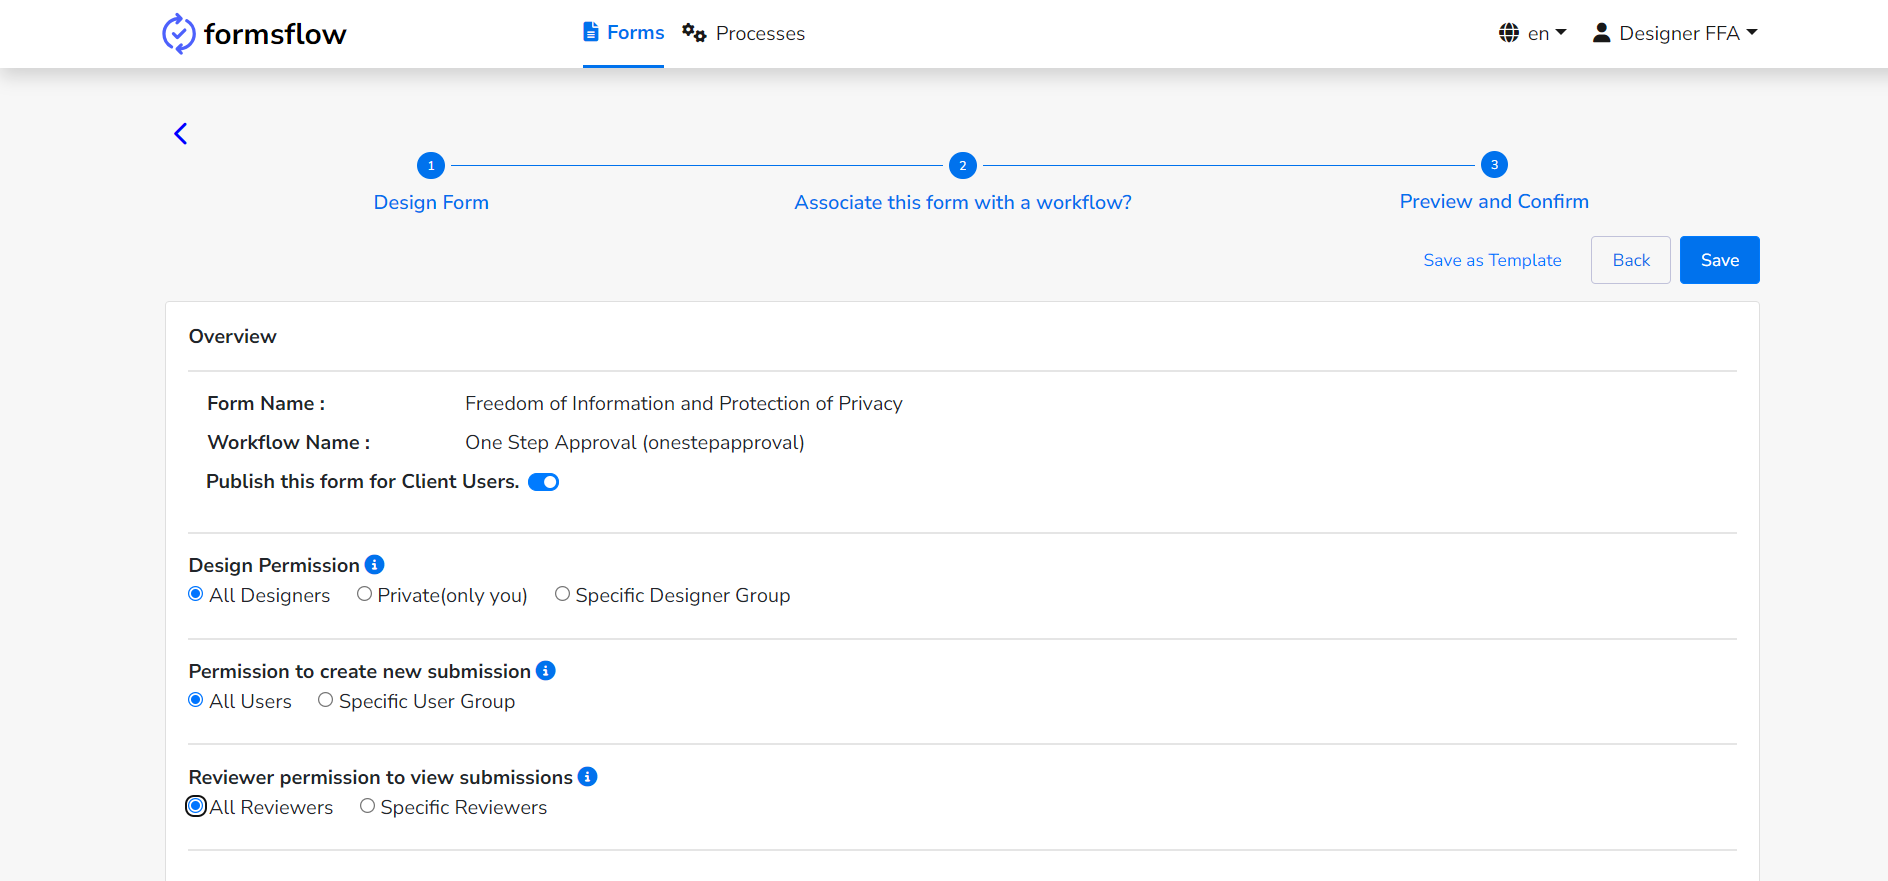 formsflow Forms Processes en Designer FFA
1 2 3
Design Form Associate this form with a workflow? Preview and Confirm
Save as Template Back Save
Overview
Form Name : Freedom of Information and Protection of Privacy
Workflow Name : One Step Approval (onestepapproval)
Publish this form for Client Users.
Design Permission
All Designers Private(only you) Specific Designer Group
Permission to create new submission
All Users Specific User Group
Reviewer permission to view submissions
All Reviewers Specific Reviewers